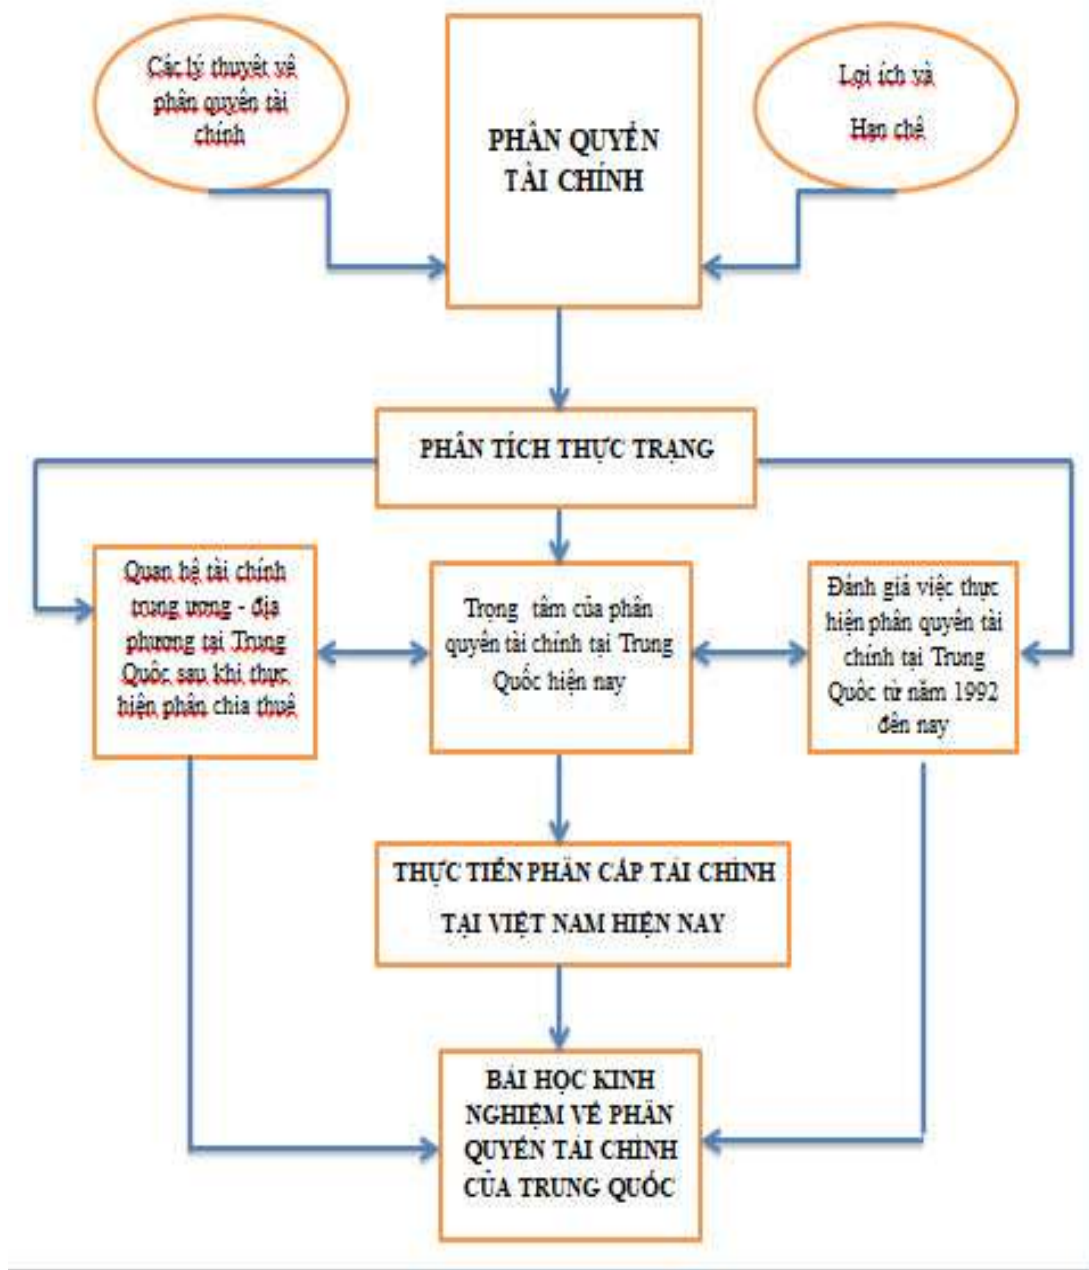 Các lý thuyết về
phân quyền tài
chính
PHÂN QUYỀN
TÀI CHÍNH
Lợi ích và
Hạn chế
PHÂN TÍCH THỰC TRẠNG
Quan hệ tài chính
trung ương - địa
phương tại Trung
Quốc sau khi thực
hiện phân chia thuế
Trọng tâm của phân
quyền tài chính tại Trung
Quốc hiện nay
Đánh giá việc thực
hiện phân quyền tài
chính tại Trung
Quốc từ năm 1992
đến nay
THỰC TIỄN PHÂN CẤP TÀI CHÍNH
TẠI VIỆT NAM HIỆN NAY
BÀI HỌC KINH
NGHIỆM VỀ PHÂN
QUYỀN TÀI CHÍNH
CỦA TRUNG QUỐC